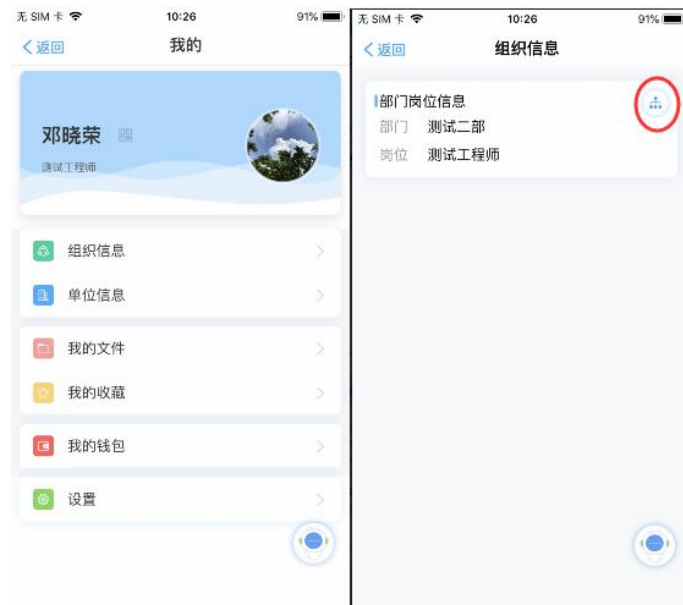 无 SIM 卡 10:26 91%
返回 我的
邓晓荣
测试工程师
组织信息
单位信息
我的文件
我的收藏
我的钱包
设置
无 SIM 卡 10:26 91%
返回 组织信息
部门岗位信息
部门 测试二部
岗位 测试工程师